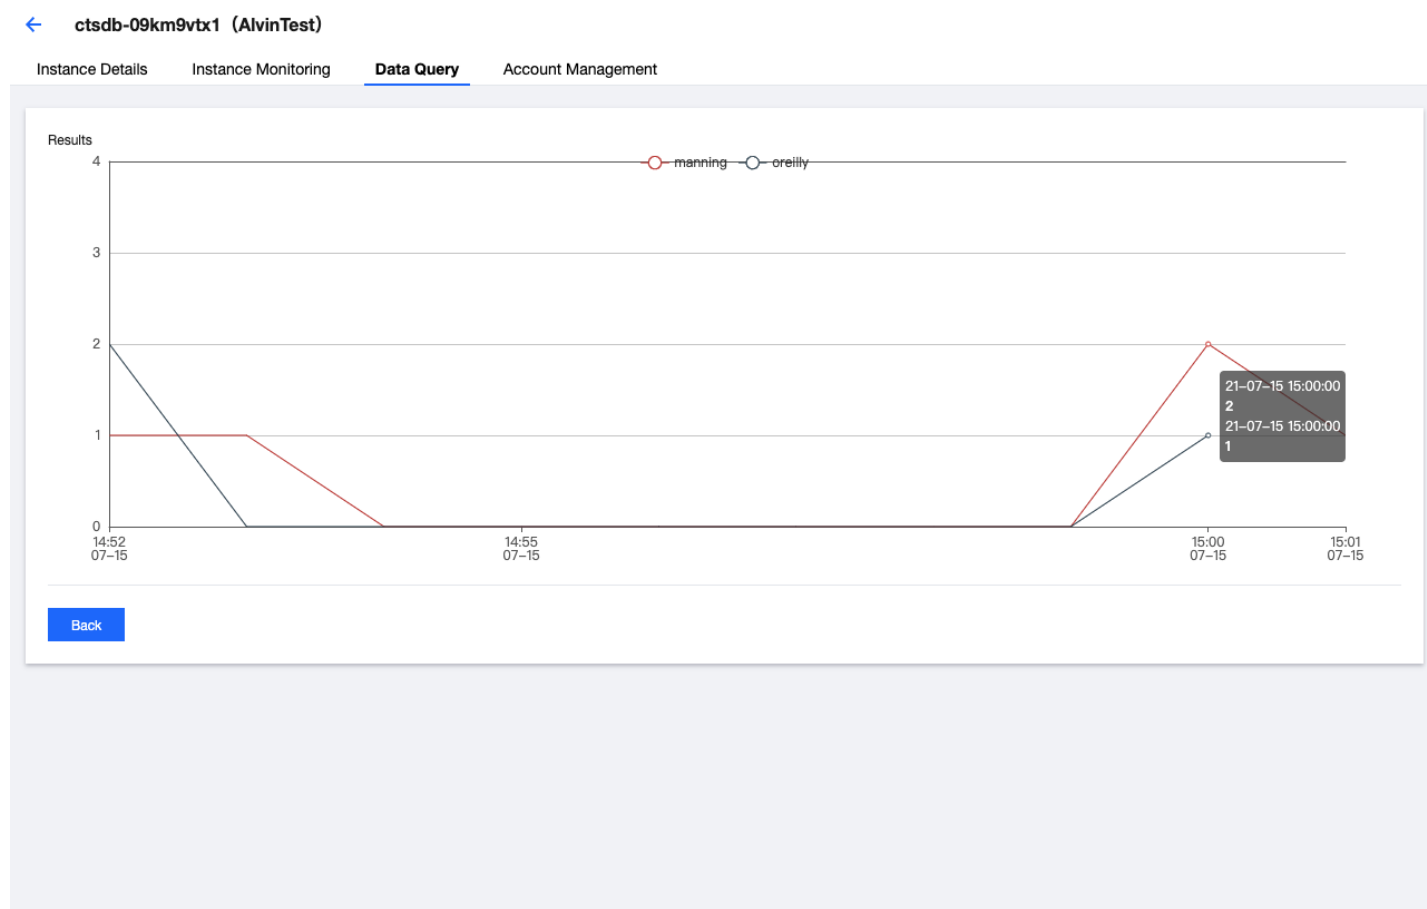 ctsdb-09km9vtx1（AlvinTest）
Instance Details Instance Monitoring Data Query Account Management
Results
manning oreilly
4
3
2
1
0
21-07-15 15:00:00
2
21-07-15 15:00:00
1
14:52 14:55 15:00 15:01
07-15 07-15 07-15 07-15
Back